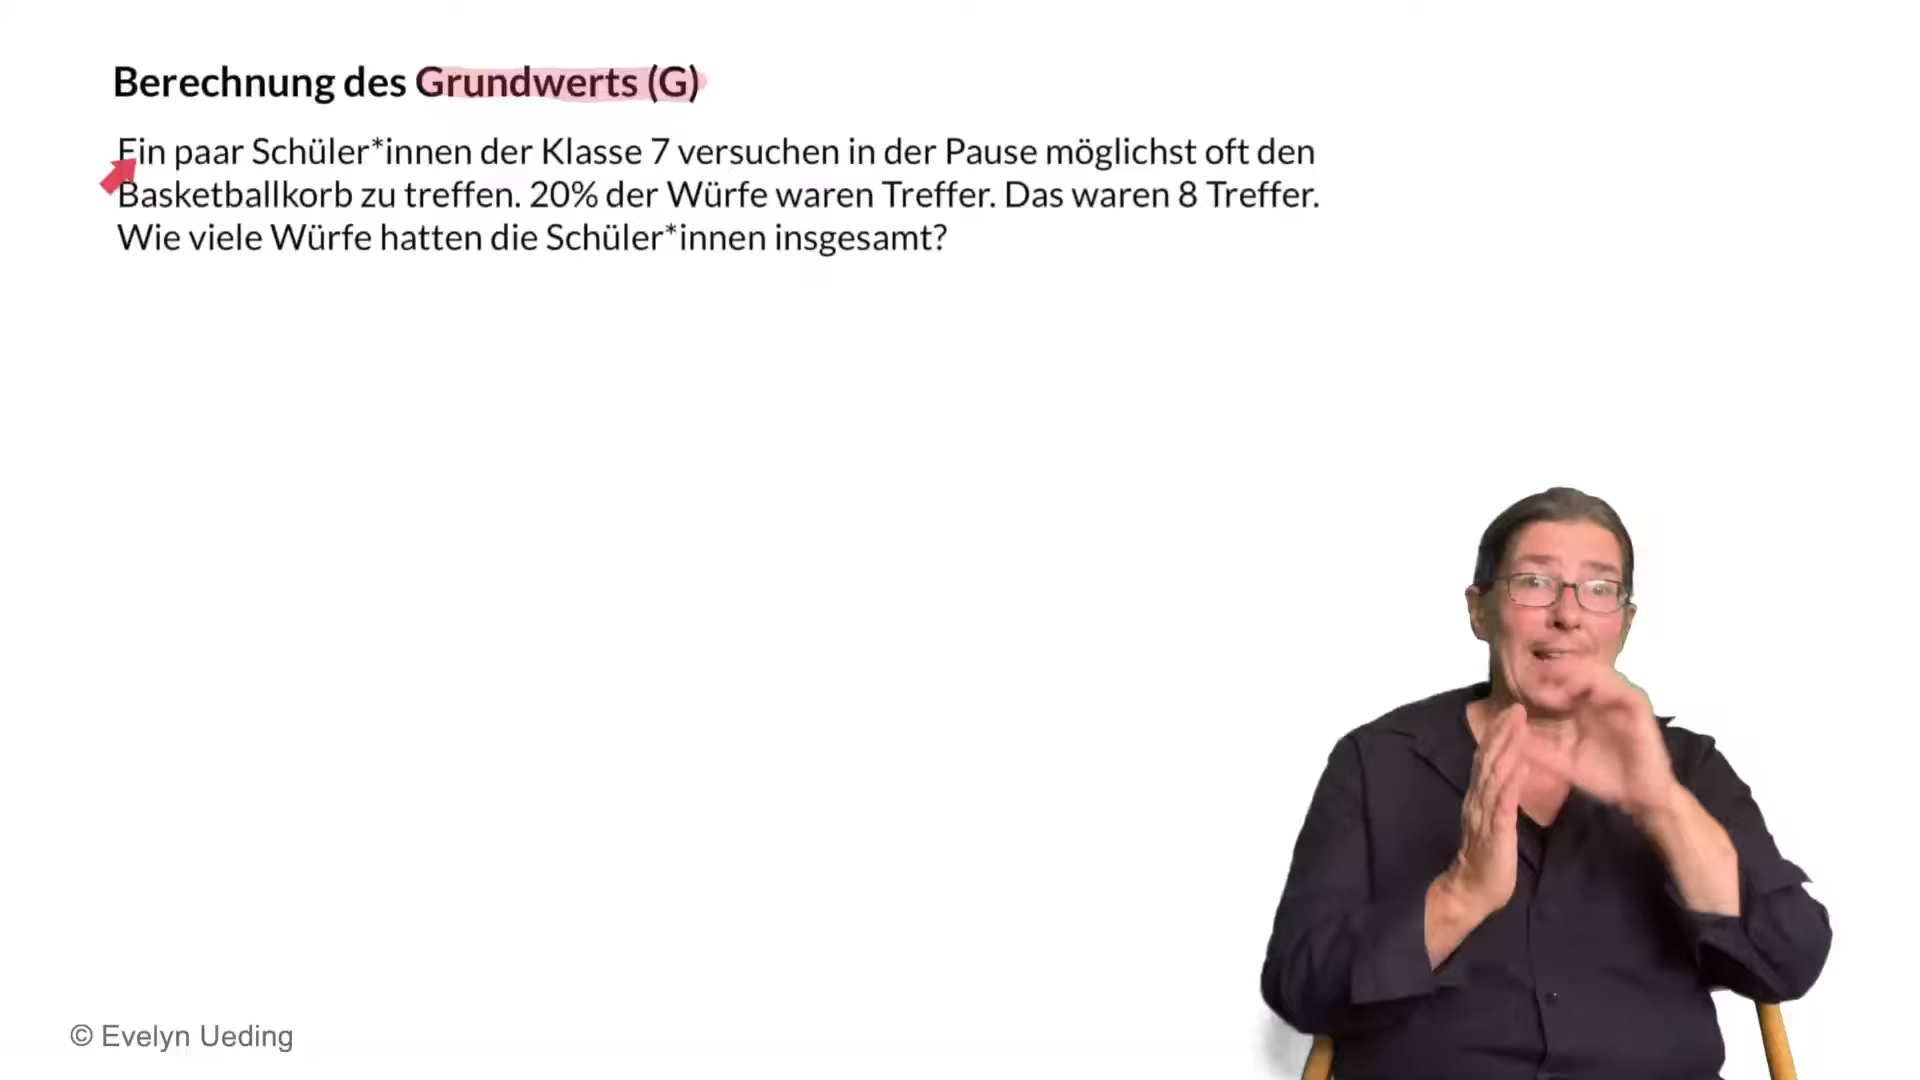 Berechnung des Grundwerts (G)
Ein paar Schüler*innen der Klasse 7 versuchen in der Pause möglichst oft den
Basketballkorb zu treffen. 20% der Würfe waren Treffer. Das waren 8 Treffer.
Wie viele Würfe hatten die Schüler*innen insgesamt?
© Evelyn Ueding